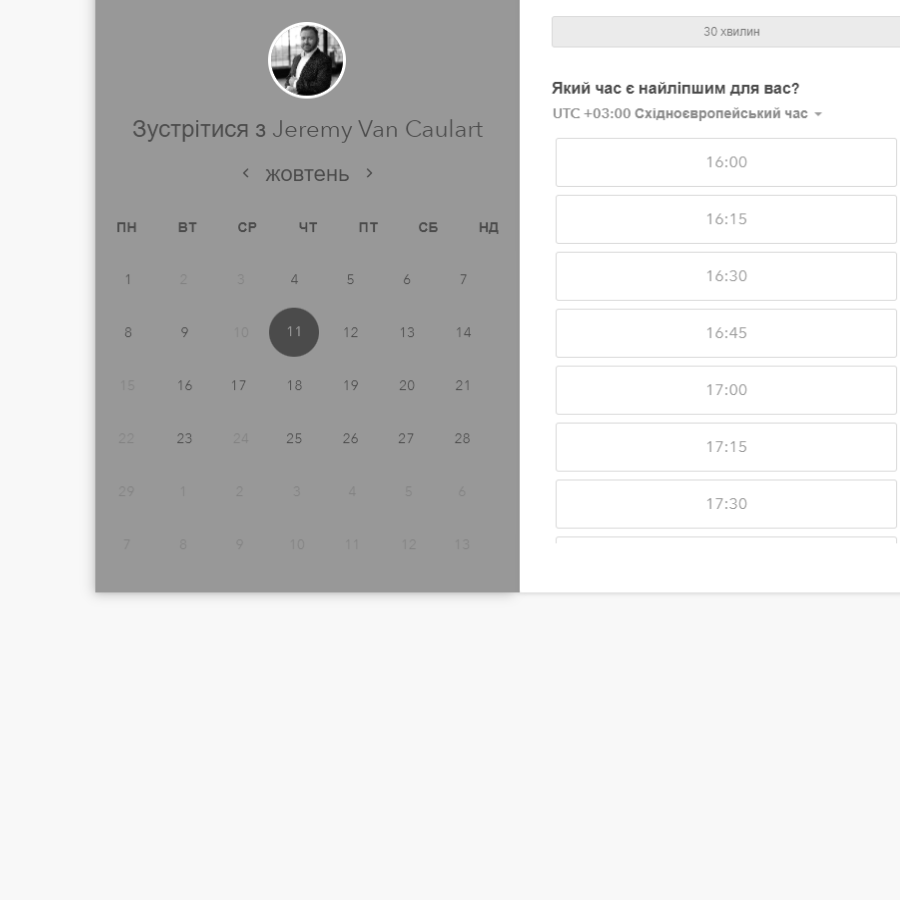 Зустрітися з Jeremy Van Caulart
< жовтень >
ПН ВТ СР ЧТ ПТ СБ НД
1 2 3 4 5 6 7
8 9 10 11 12 13 14
15 16 17 18 19 20 21
22 23 24 25 26 27 28
29 1 2 3 4 5 6
7 8 9 10 11 12 13
30 хвилин
Який час є найліпшим для вас?
UTC +03:00 Східноєвропейський час
16:00
16:15
16:30
16:45
17:00
17:15
17:30